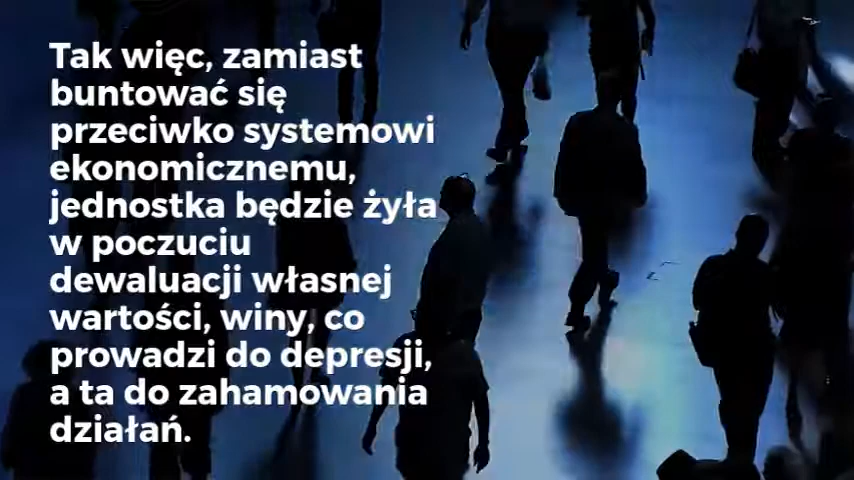 Tak więc, zamiast
buntować się
przeciwko systemowi
ekonomicznemu,
jednostka będzie żyła
w poczuciu
dewaluacji własnej
wartości, winy, co
prowadzi do depresji,
a ta do zahamowania
działań.